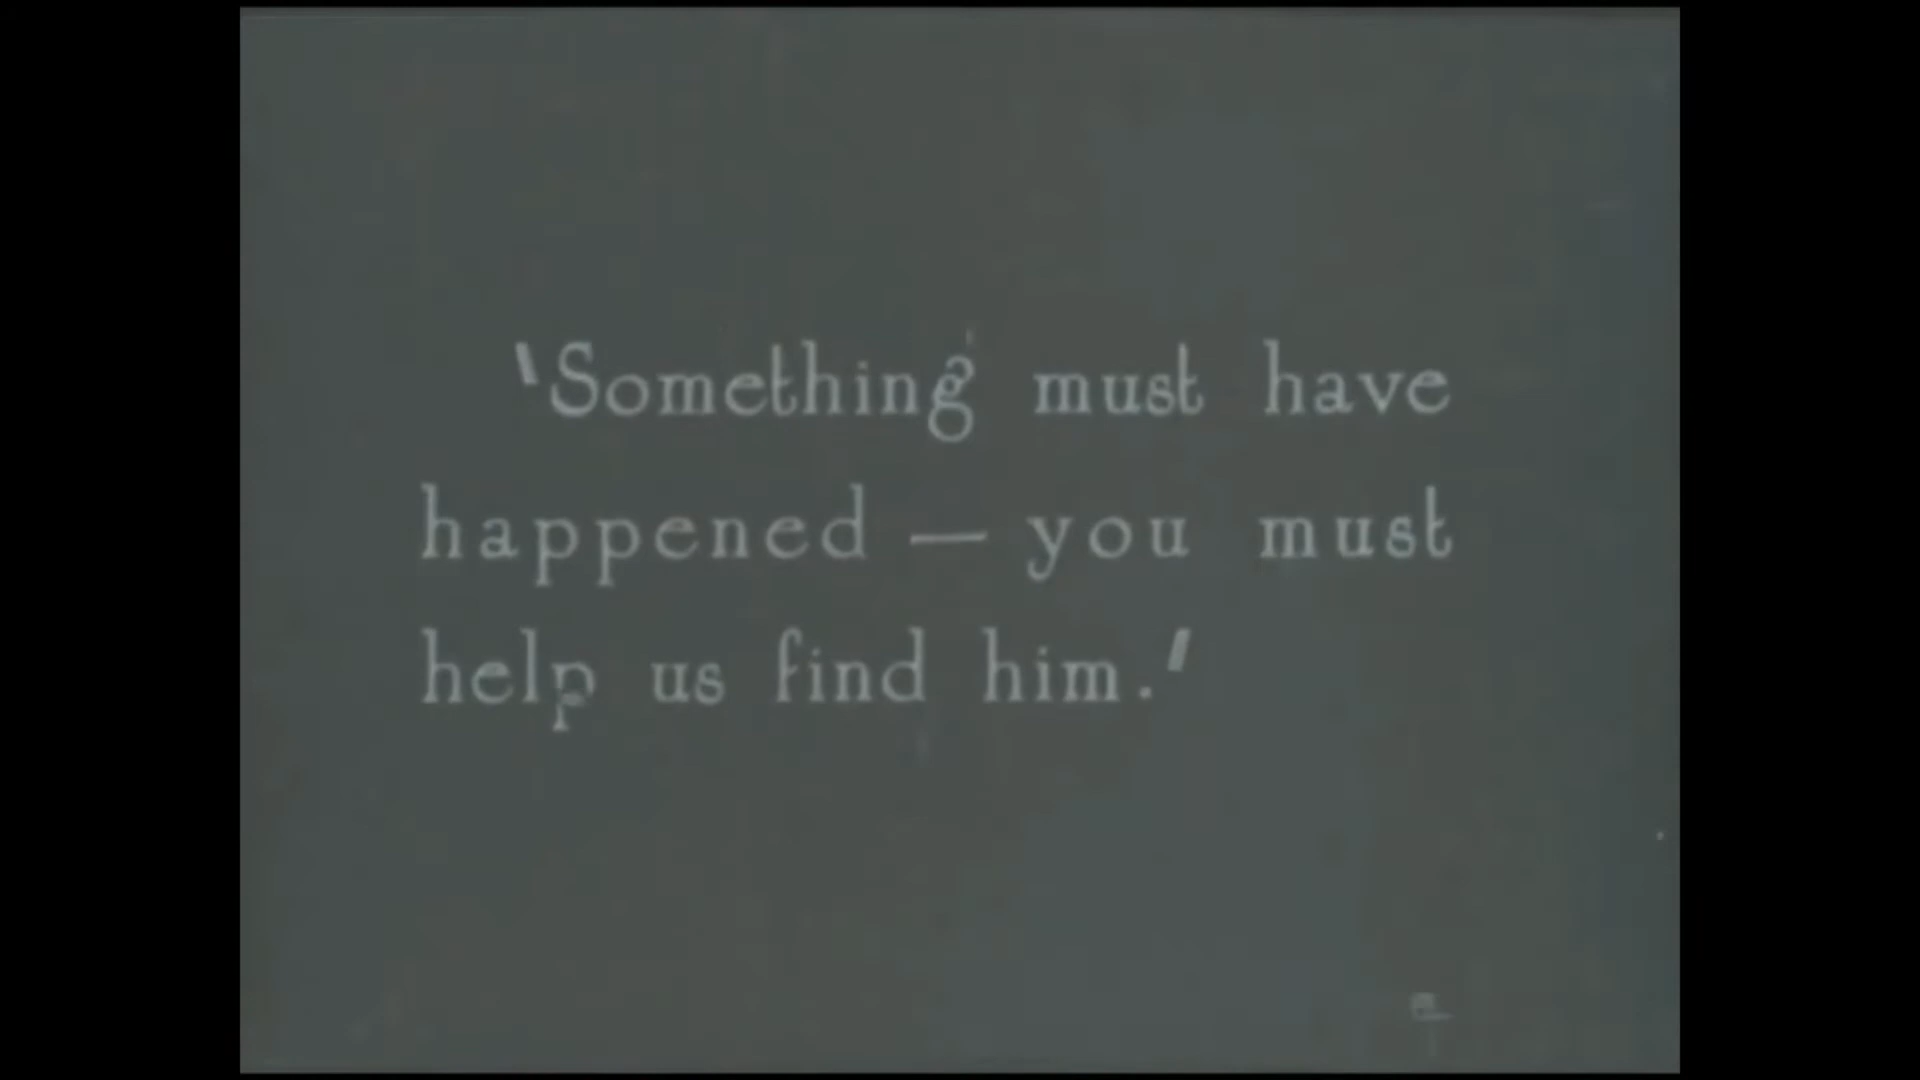 'Something must have
happened — you must
help us find him.'